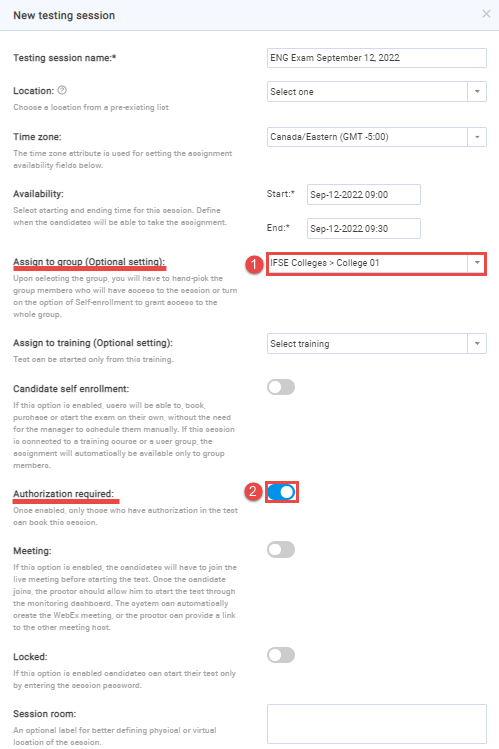 New testing session
Testing session name:*
ENG Exam September 12, 2022
Location:
Select one
Choose a location from a pre-existing list
Time zone:
Canada/Eastern (GMT -5:00)
The time zone attribute is used for setting the assignment
availability fields below.
Availability:
Start:*
Sep-12-2022 09:00
Select starting and ending time for this session. Define
when the candidates will be able to take the assignment.
End:*
Sep-12-2022 09:30
Assign to group (Optional setting):
1
IFSE Colleges > College 01
Upon selecting the group, you will have to hand-pick the
group members who will have access to the session or turn
on the option of Self-enrollment to grant access to the
whole group.
Assign to training (Optional setting):
Select training
Test can be started only from this training.
Candidate self enrollment:
If this option is enabled, users will be able to, book,
purchase or start the exam on their own, without the need
for the manager to schedule them manually. If this session
is connected to a training course or a user group, the
assignment will automatically be available only to group
members.
Authorization required:
2
Once enabled, only those who have authorization in the test
can book this session.
Meeting:
If this option is enabled, the candidates will have to join the
live meeting before starting the test. Once the candidate
joins, the proctor should allow him to start the test through
the monitoring dashboard. The system can automatically
create the WebEx meeting, or the proctor can provide a link
to the other meeting host.
Locked:
If this option is enabled candidates can start their test only
by entering the session password.
Session room:
An optional label for better defining physical or virtual
location of the session.